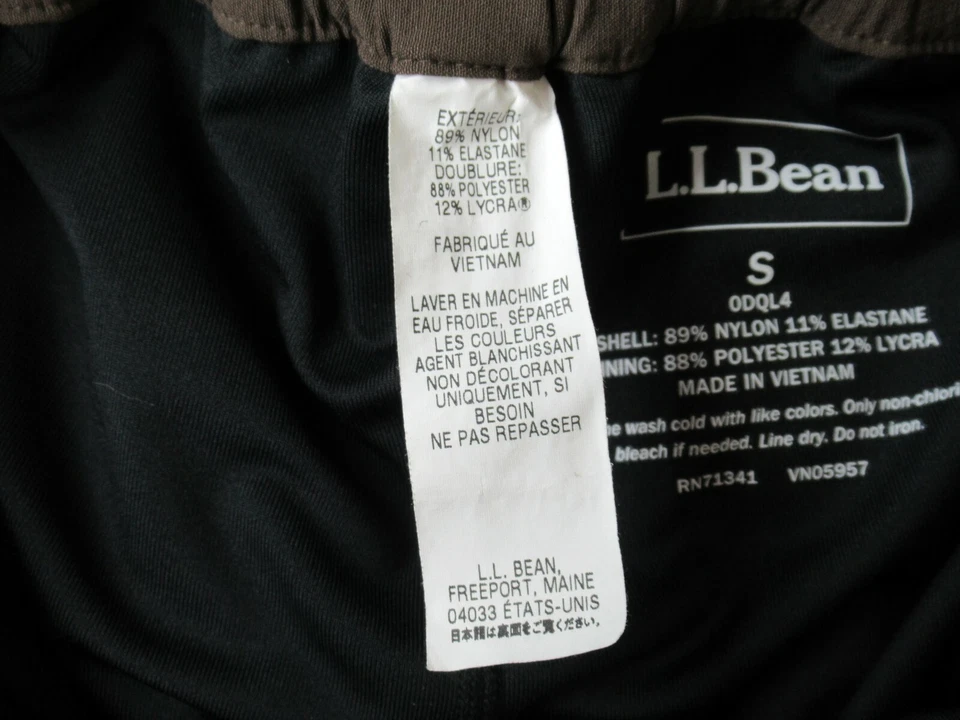 EXTÉRIEUR:
89% NYLON
11% ELASTANE
DOUBLURE:
88% POLYESTER
12% LYCRA®
FABRIQUÉ AU
VIETNAM
LAVER EN MACHINE EN
EAU FROIDE, SÉPARER
LES COULEURS
AGENT BLANCHISSANT
NON DÉCOLORANT
UNIQUEMENT, SI
BESOIN
NE PAS REPASSER
L.L. BEAN,
FREEPORT, MAINE
04033 ÉTATS-UNIS
日本語は裏面をご覧ください。
L.L.Bean
S
0DQL4
SHELL: 89% NYLON 11% ELASTANE
NING: 88% POLYESTER 12% LYCRA
MADE IN VIETNAM
e wash cold with like colors. Only non-chlori
bleach if needed. Line dry. Do not iron.
RN71341 VN05957